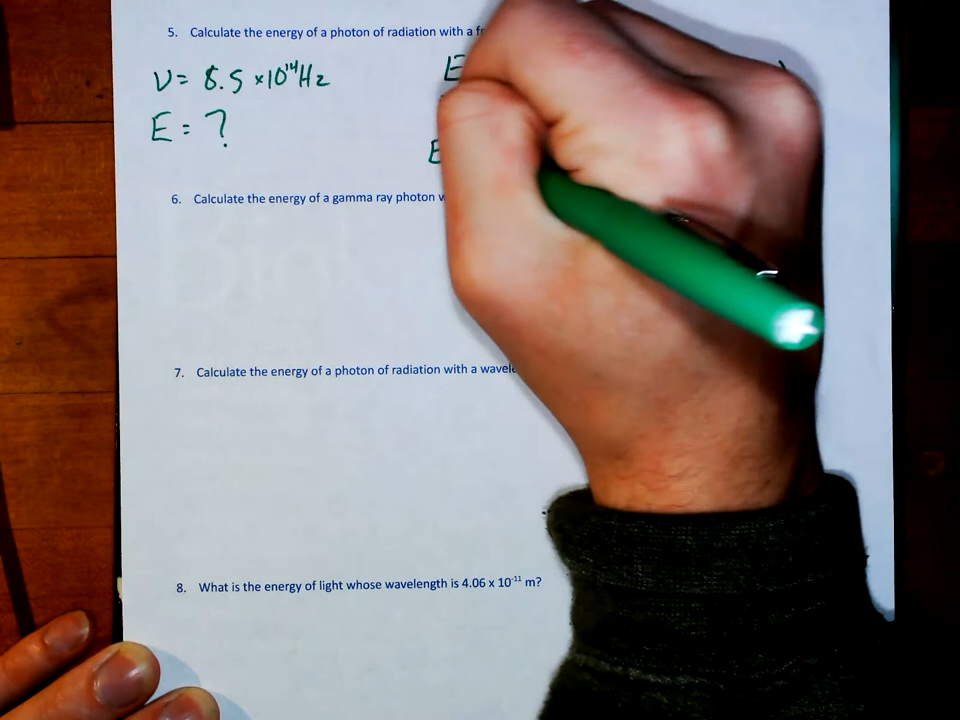 5. Calculate the energy of a photon of radiation with a
ν = 8.5 ×10¹⁴ Hz
E
E = ?
E
6. Calculate the energy of a gamma ray photon
7. Calculate the energy of a photon of radiation with a
8. What is the energy of light whose wavelength is 4.06 x 10⁻¹¹ m?